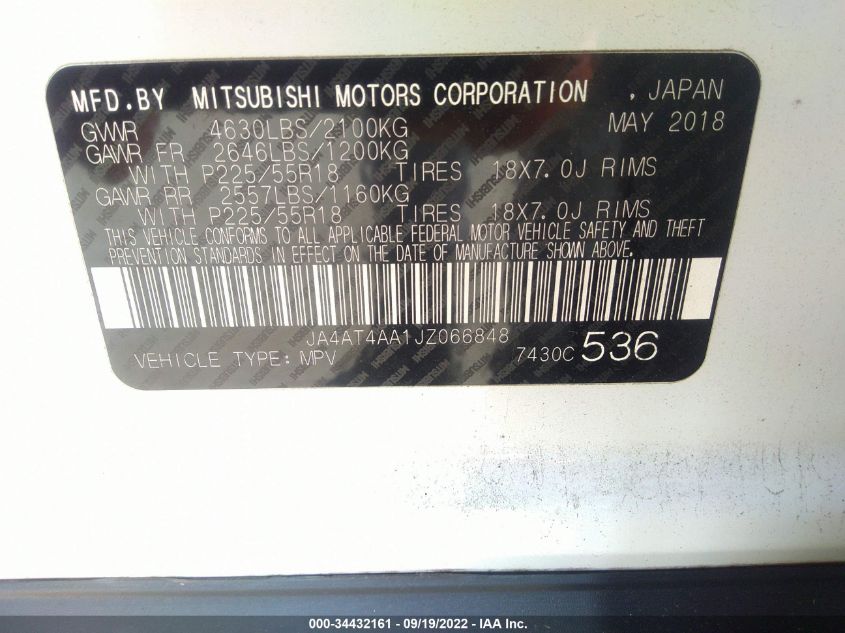 MFD.BY MITSUBISHI MOTORS CORPORATION , JAPAN
GVWR 4630LBS/2100KG MAY 2018
GAWR FR 2646LBS/1200KG
WITH P225/55R18 TIRES 18X7.0J RIMS
GAWR RR 2557LBS/1160KG
WITH P225/55R18 TIRES 18X7.0J RIMS
THIS VEHICLE CONFORMS TO ALL APPLICABLE FEDERAL MOTOR VEHICLE SAFETY AND THEFT
PREVENTION STANDARDS IN EFFECT ON THE DATE OF MANUFACTURE SHOWN ABOVE.
JA4AT4AA1JZ066848
VEHICLE TYPE: MPV 7430C 536
000-34432161 - 09/19/2022 - IAA Inc.